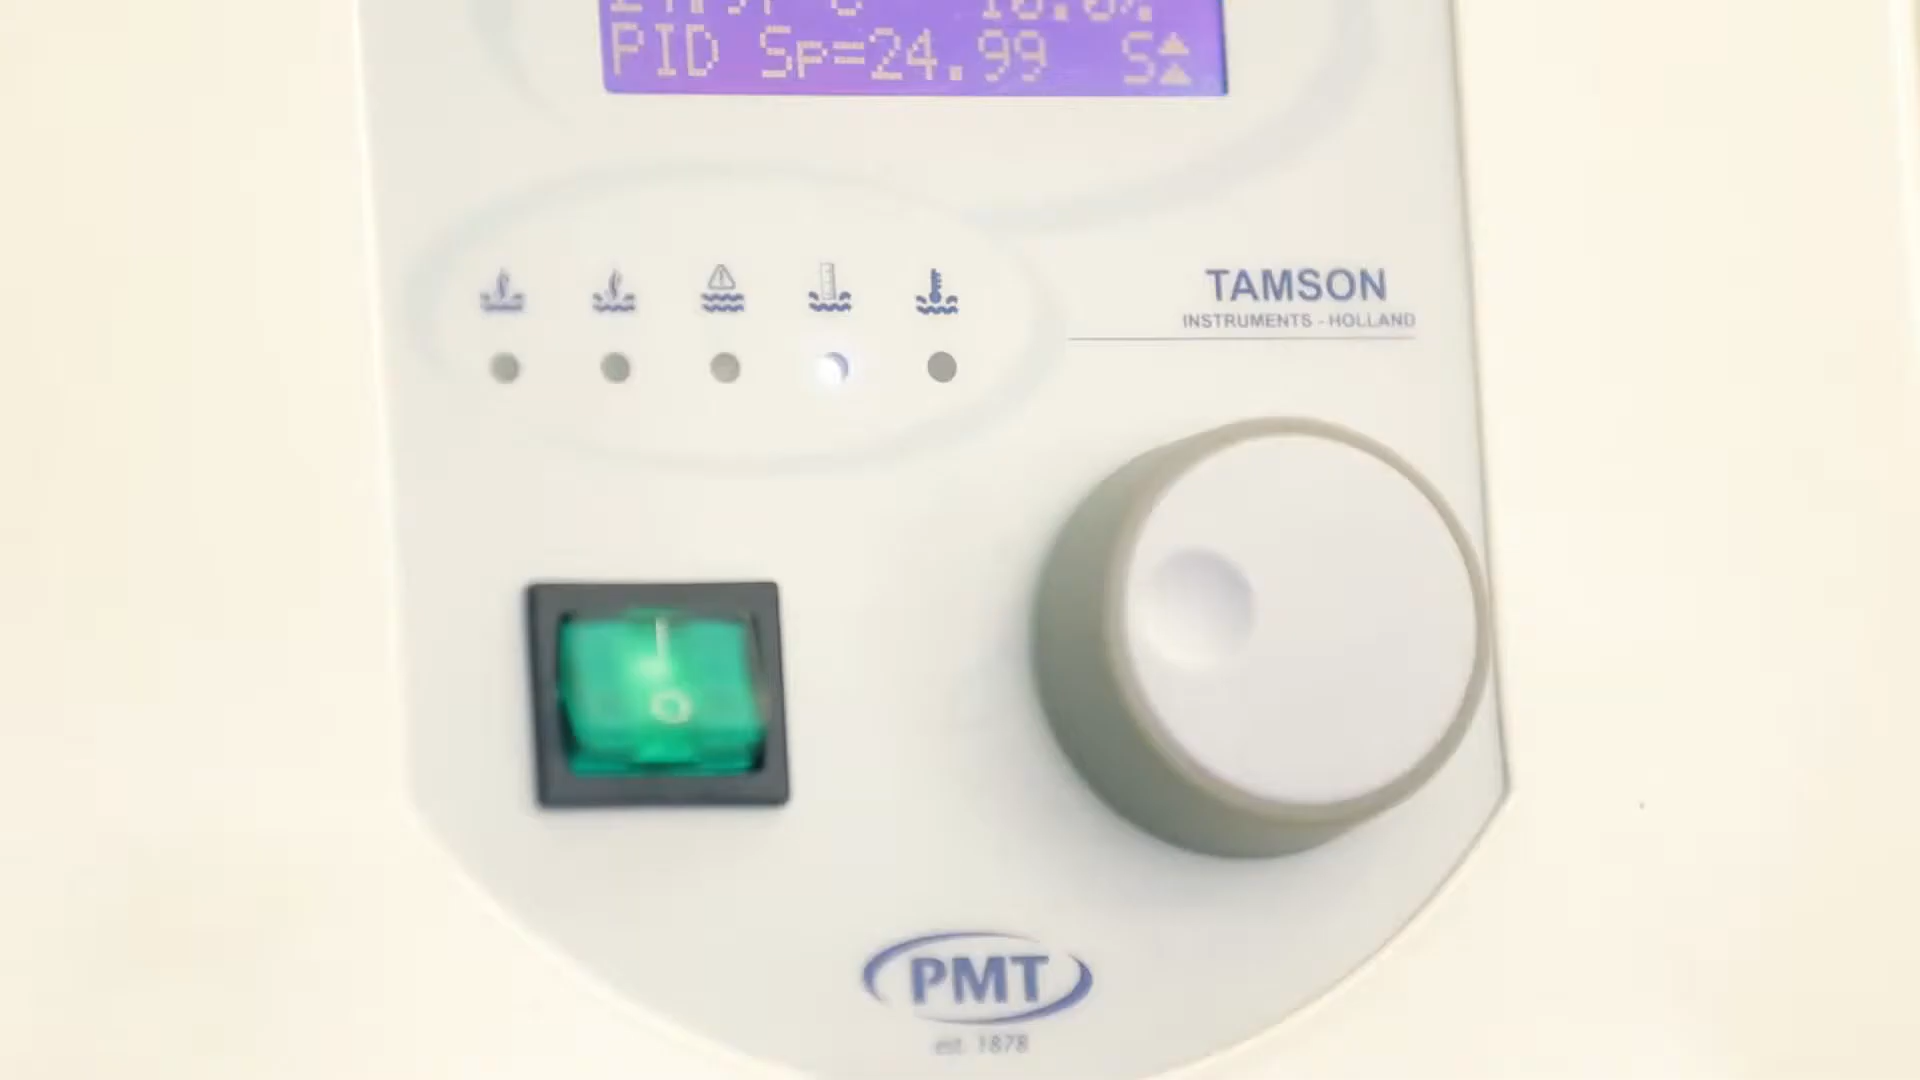 PID Sp=24.99 S
TAMSON
INSTRUMENTS - HOLLAND
I
O
PMT
est. 1878